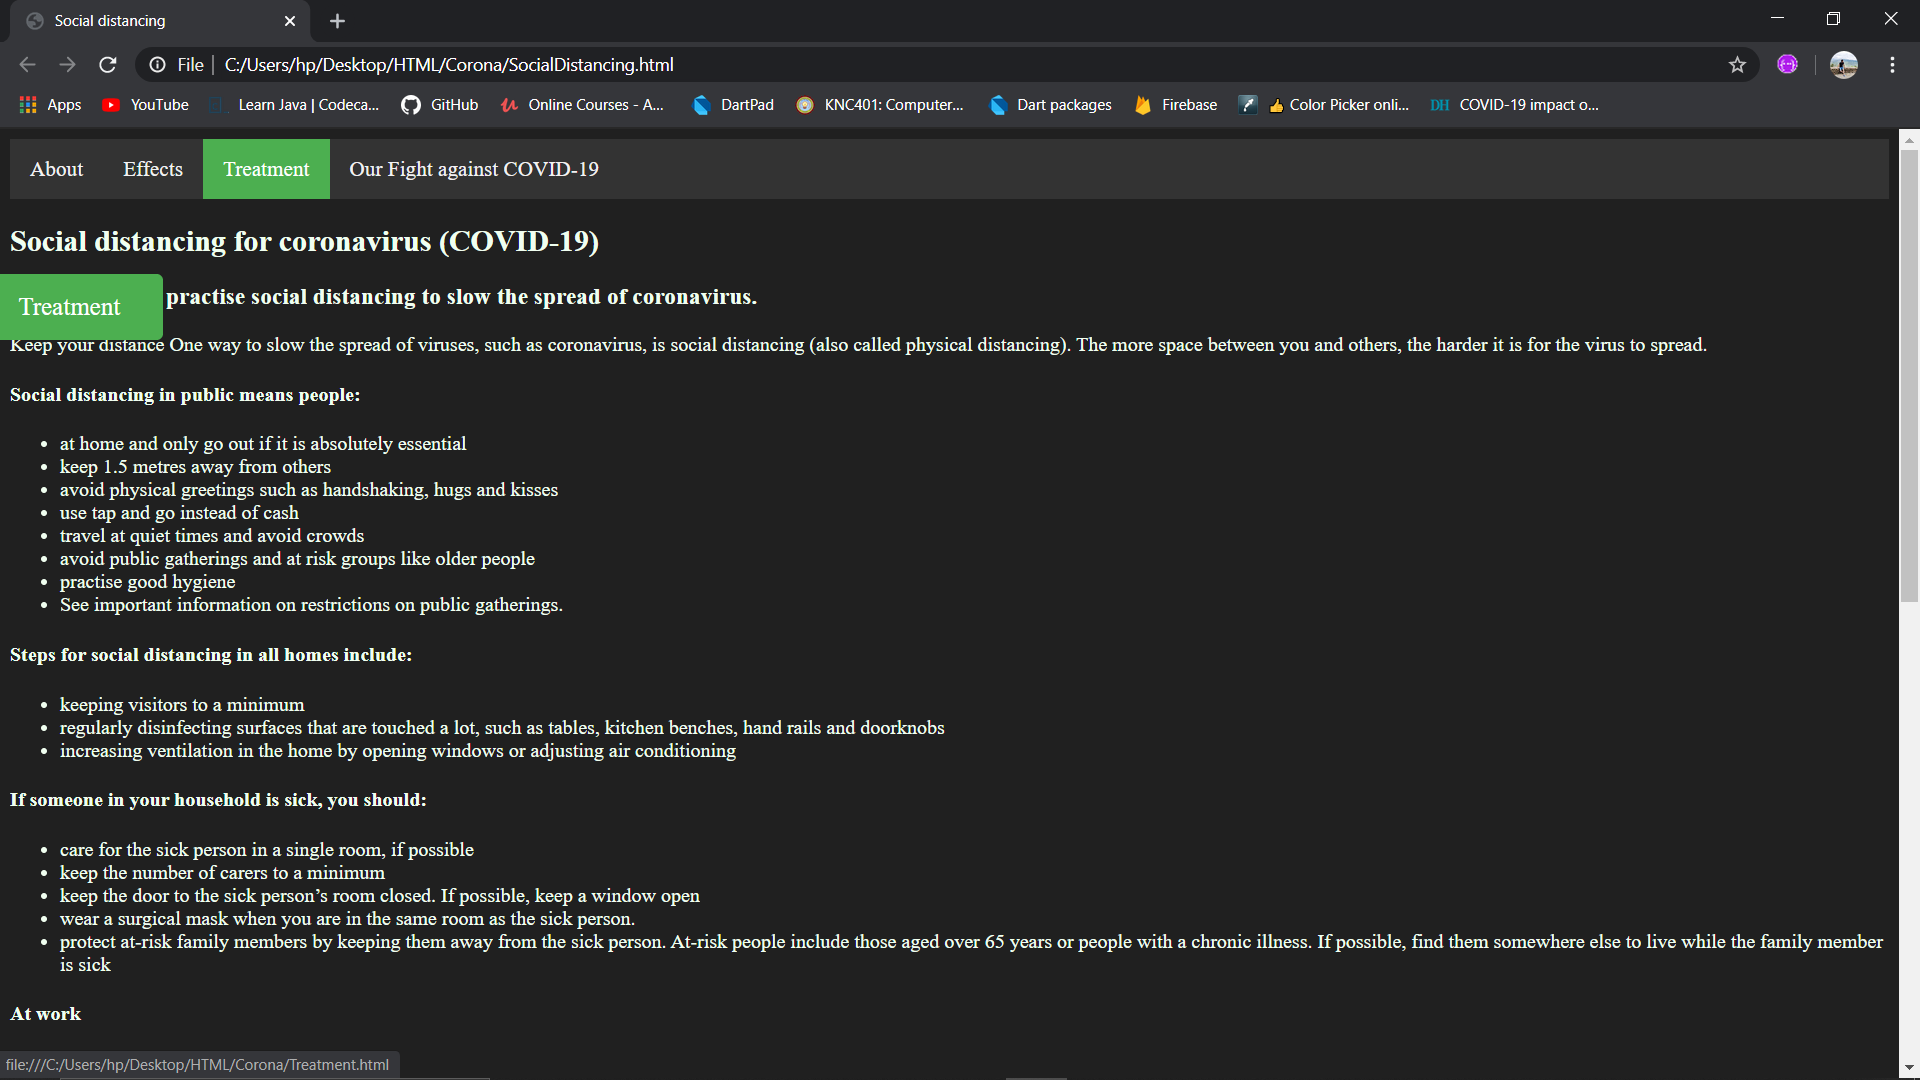 Social distancing
File
C:/Users/hp/Desktop/HTML/Corona/SocialDistancing.html
Apps YouTube Learn Java | Codeca... GitHub Online Courses - A... DartPad KNC401: Computer... Dart packages Firebase Color Picker onli... DH COVID-19 impact o...
About Effects Treatment Our Fight against COVID-19
Social distancing for coronavirus (COVID-19)
Treatment
practise social distancing to slow the spread of coronavirus.
Keep your distance One way to slow the spread of viruses, such as coronavirus, is social distancing (also called physical distancing). The more space between you and others, the harder it is for the virus to spread.
Social distancing in public means people:
• at home and only go out if it is absolutely essential
• keep 1.5 metres away from others
• avoid physical greetings such as handshaking, hugs and kisses
• use tap and go instead of cash
• travel at quiet times and avoid crowds
• avoid public gatherings and at risk groups like older people
• practise good hygiene
• See important information on restrictions on public gatherings.
Steps for social distancing in all homes include:
• keeping visitors to a minimum
• regularly disinfecting surfaces that are touched a lot, such as tables, kitchen benches, hand rails and doorknobs
• increasing ventilation in the home by opening windows or adjusting air conditioning
If someone in your household is sick, you should:
• care for the sick person in a single room, if possible
• keep the number of carers to a minimum
• keep the door to the sick person’s room closed. If possible, keep a window open
• wear a surgical mask when you are in the same room as the sick person.
• protect at-risk family members by keeping them away from the sick person. At-risk people include those aged over 65 years or people with a chronic illness. If possible, find them somewhere else to live while the family member
is sick
At work
file:///C:/Users/hp/Desktop/HTML/Corona/Treatment.html